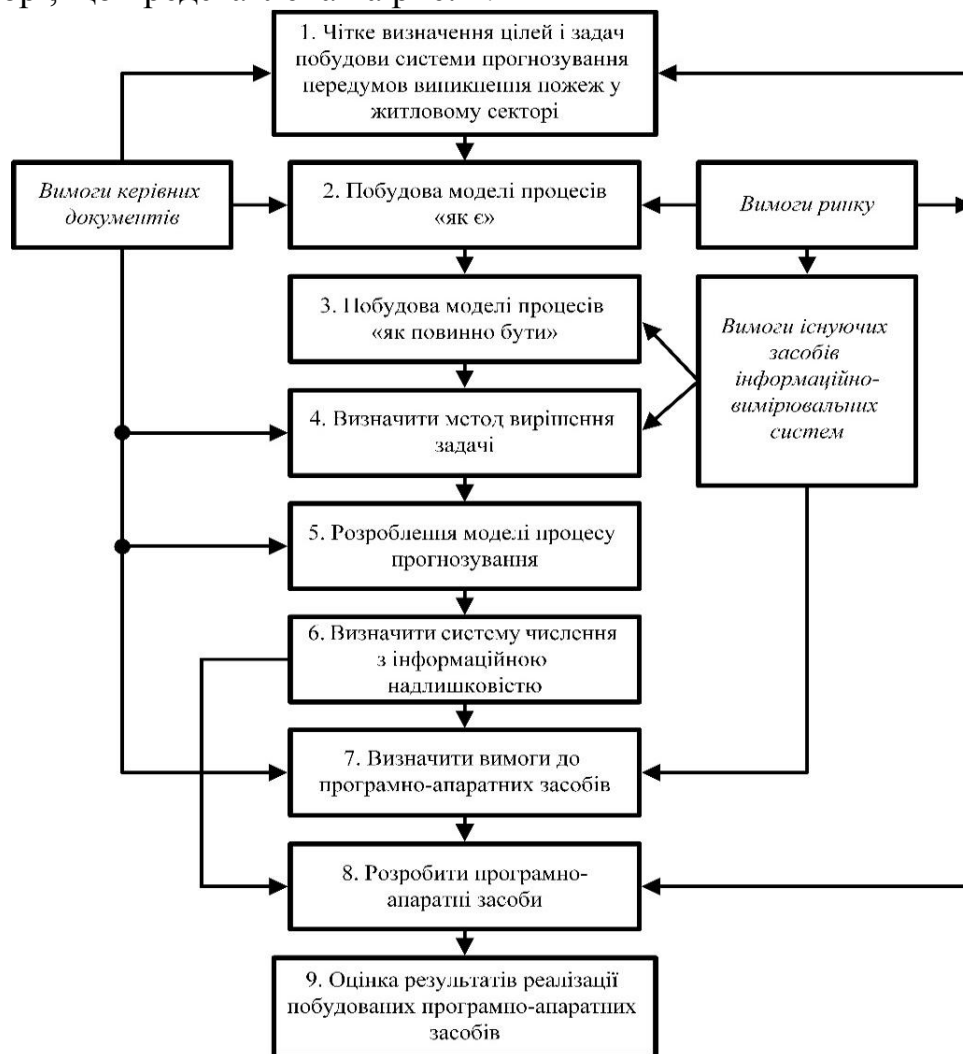 1. Чітке визначення цілей і задач
побудови системи прогнозування
передумов виникнення пожеж у
житловому секторі
Вимоги керівних
документів
2. Побудова моделі процесів
«як є»
Вимоги ринку
3. Побудова моделі процесів
«як повинно бути»
Вимоги існуючих
засобів
інформаційно-
вимірювальних
систем
4. Визначити метод вирішення
задачі
5. Розроблення моделі процесу
прогнозування
6. Визначити систему числення
з інформаційною
надлишковістю
7. Визначити вимоги до
програмно-апаратних засобів
8. Розробити програмно-
апаратні засоби
9. Оцінка результатів реалізації
побудованих програмно-апаратних
засобів